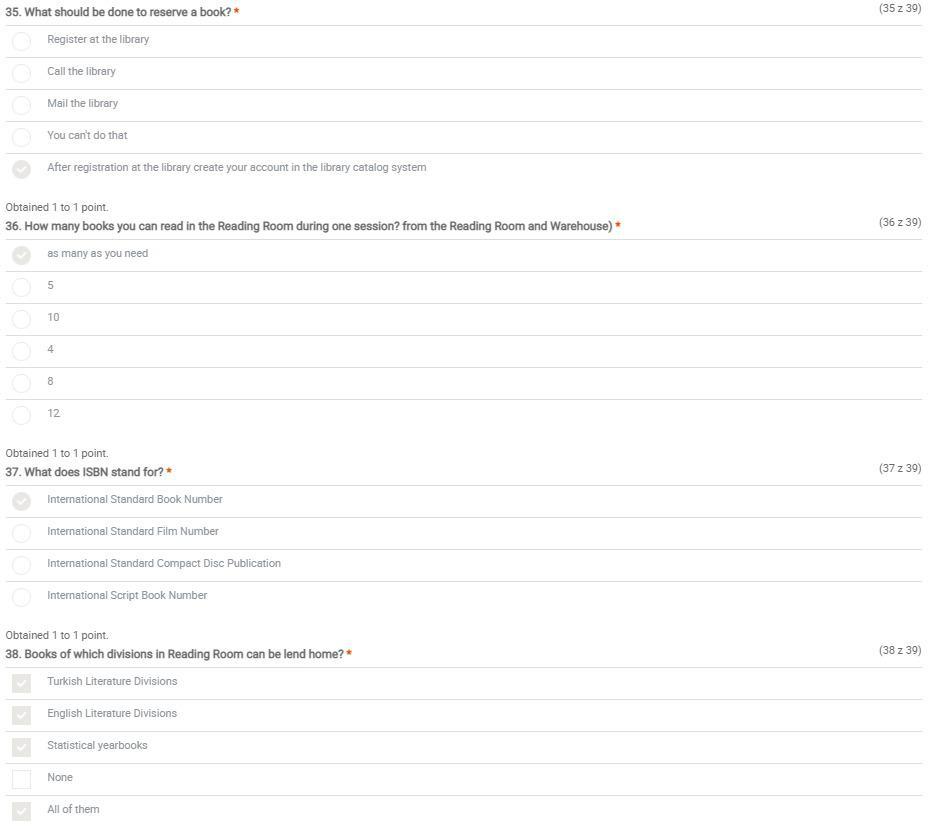 35. What should be done to reserve a book? *
(35 z 39)
Register at the library
Call the library
Mail the library
You can't do that
After registration at the library create your account in the library catalog system
Obtained 1 to 1 point.
36. How many books you can read in the Reading Room during one session? from the Reading Room and Warehouse) *
(36 z 39)
as many as you need
5
10
4
8
12
Obtained 1 to 1 point.
37. What does ISBN stand for? *
(37 z 39)
International Standard Book Number
International Standard Film Number
International Standard Compact Disc Publication
International Script Book Number
Obtained 1 to 1 point.
38. Books of which divisions in Reading Room can be lend home? *
(38 z 39)
Turkish Literature Divisions
English Literature Divisions
Statistical yearbooks
None
All of them